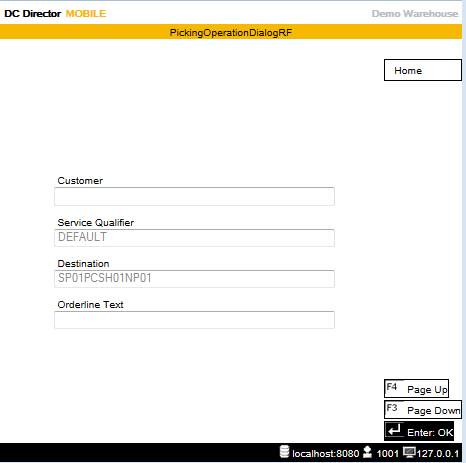 DC Director MOBILE Demo Warehouse
PickingOperationDialogRF
Home
Customer
Service Qualifier
DEFAULT
Destination
SP01PCSH01NP01
Orderline Text
F4 Page Up
F3 Page Down
Enter: OK
localhost:8080 1001 127.0.0.1